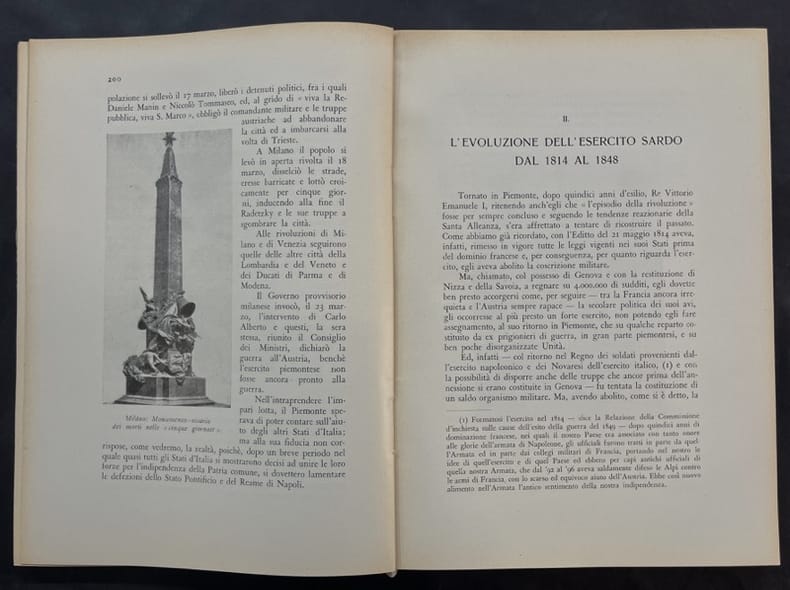 200
polazione si sollevò il 17 marzo, liberò i detenuti politici, fra i quali
Daniele Manin e Niccolò Tommaseo, ed, al grido di « viva la Re-
pubblica, viva S. Marco », obbligò il comandante militare e le truppe
austriache ad abbandonare
la città ed a imbarcarsi alla
volta di Trieste.
A Milano il popolo si
levò in aperta rivolta il 18
marzo, disselciò le strade,
eresse barricate e lottò eroi-
camente per cinque gior-
ni, inducendo alla fine il
Radetzky e le sue truppe a
sgombrare la città.
Alle rivoluzioni di Mi-
lano e di Venezia seguirono
quelle delle altre città della
Lombardia e del Veneto e
dei Ducati di Parma e di
Modena.
Il Governo provvisorio
milanese invocò, il 23 mar-
zo, l'intervento di Carlo
Alberto e questi, la sera
stessa, riunito il Consiglio
dei Ministri, dichiarò la
guerra all'Austria, benchè
l'esercito piemontese non
fosse ancora pronto alla
guerra.
Nell'intraprendere l'im-
pari lotta, il Piemonte spe-
rava di poter contare sull'aiu-
to degli altri Stati d'Italia:
ma alla sua fiducia non cor-
Milano: Monumento-ossario
dei morti nelle « cinque giornate ».
rispose, come vedremo, la realtà, poichè, dopo un breve periodo nel
quale quasi tutti gli Stati d'Italia si mostrarono decisi ad unire le loro
forze per l'indipendenza della Patria comune, si dovettero lamentare
le defezioni dello Stato Pontificio e del Reame di Napoli.
II.
L'EVOLUZIONE DELL'ESERCITO SARDO
DAL 1814 AL 1848
Tornato in Piemonte, dopo quindici anni d'esilio, Re Vittorio
Emanuele I, ritenendo anch'egli che « l'episodio della rivoluzione »
fosse per sempre concluso e seguendo le tendenze reazionarie della
Santa Alleanza, s'era affrettato a tentare di ricostruire il passato.
Come abbiamo già ricordato, con l'Editto del 21 maggio 1814 aveva,
infatti, rimesso in vigore tutte le leggi vigenti nei suoi Stati prima
del dominio francese e, per conseguenza, per quanto riguarda l'eser-
cito, egli aveva abolito la coscrizione militare.
Ma, chiamato, col possesso di Genova e con la restituzione di
Nizza e della Savoia, a regnare su 4.000.000 di sudditi, egli dovette
ben presto accorgersi come, per seguire — tra la Francia ancora irre-
quieta e l'Austria sempre rapace — la secolare politica dei suoi avi,
gli occorresse al più presto un forte esercito, non potendo egli fare
assegnamento, al suo ritorno in Piemonte, che su qualche reparto co-
stituito da ex prigionieri di guerra, in gran parte piemontesi, e su
ben poche disorganizzate Unità.
Ed, infatti — col ritorno nel Regno dei soldati provenienti dal-
l'esercito napoleonico e dei Novaresi dell'esercito italico, (1) e con
la possibilità di disporre anche delle truppe che ancor prima dell'an-
nessione si erano costituite in Genova — fu tentata la costituzione di
un saldo organismo militare. Ma, avendo abolito, come si è detto, la
(1) Formatosi l'esercito nel 1814 — dice la Relazione della Commissione
d'inchiesta sulle cause dell'esito della guerra del 1849 — dopo quindici anni di
dominazione francese, nei quali il nostro Paese era associato con tanto onore
alle glorie dell'armata di Napoleone, gli ufficiali furono tratti in parte da quel-
l'Armata ed in parte dai collegi militari di Francia, portando nel nostro le
idee di quell'esercito e di quel Paese ed ebbero per capi antichi ufficiali di
quella nostra Armata, che dal '92 al '96 aveva saldamente difeso le Alpi contro
le armi di Francia, con lo scarso ed equivoco aiuto dell'Austria. Ebbe così nuovo
alimento nell'Armata l'antico sentimento della nostra indipendenza.